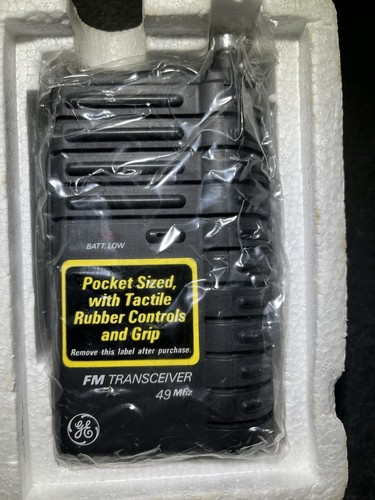 BATT. LOW
Pocket Sized,
with Tactile
Rubber Controls
and Grip
Remove this label after purchase.
FM TRANSCEIVER
49 Mhz
GE